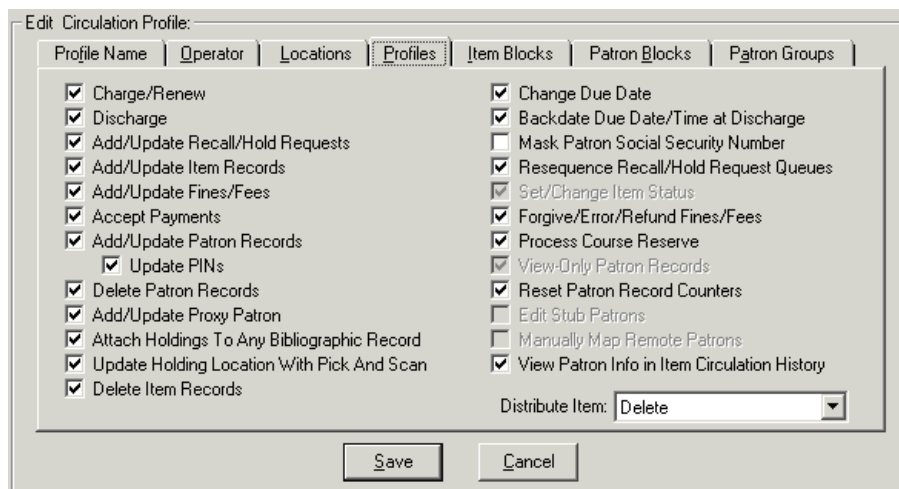 Edit Circulation Profile:
Profile Name
Operator
Locations
Profiles
Item Blocks
Patron Blocks
Patron Groups
Charge/Renew
Discharge
Add/Update Recall/Hold Requests
Add/Update Item Records
Add/Update Fines/Fees
Accept Payments
Add/Update Patron Records
Update PINs
Delete Patron Records
Add/Update Proxy Patron
Attach Holdings To Any Bibliographic Record
Update Holding Location With Pick And Scan
Delete Item Records
Change Due Date
Backdate Due Date/Time at Discharge
Mask Patron Social Security Number
Resequence Recall/Hold Request Queues
Set/Change Item Status
Forgive/Error/Refund Fines/Fees
Process Course Reserve
View-Only Patron Records
Reset Patron Record Counters
Edit Stub Patrons
Manually Map Remote Patrons
View Patron Info in Item Circulation History
Distribute Item: Delete
Save
Cancel